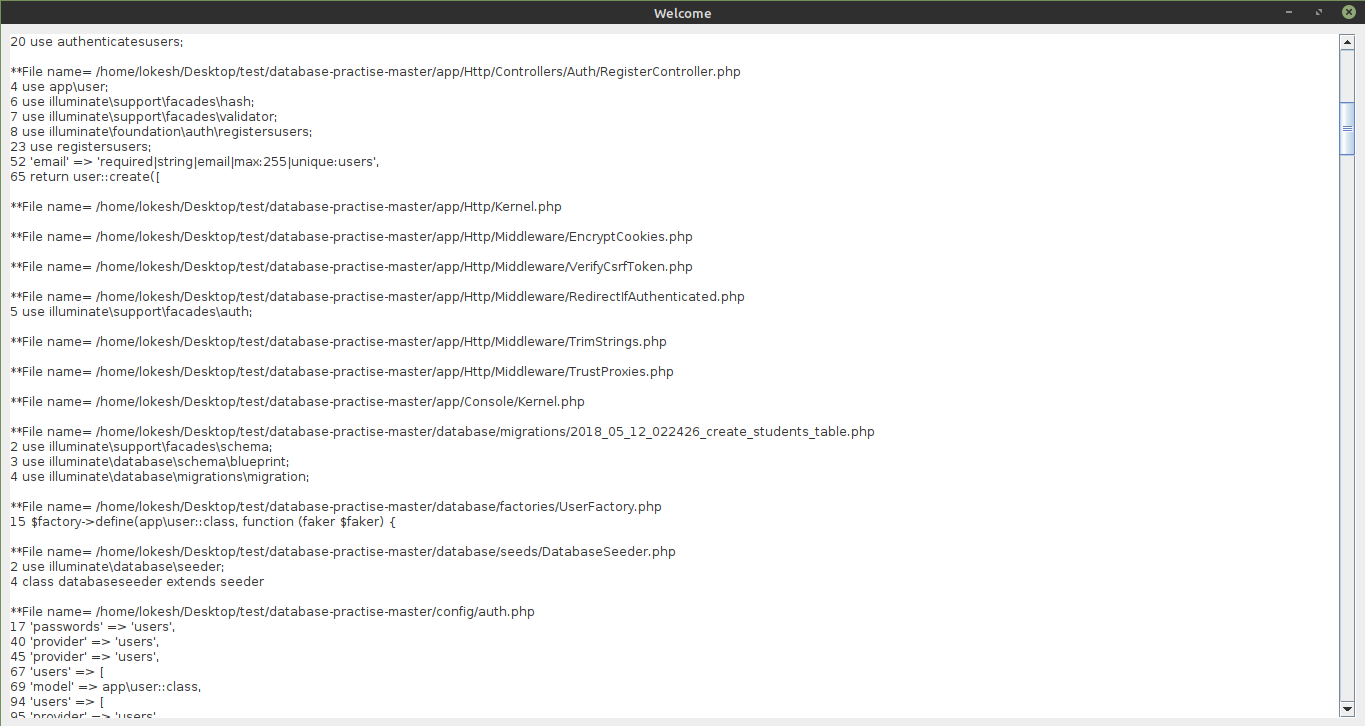 Welcome
20 use authenticatesusers;
**File name= /home/lokesh/Desktop/test/database-practise-master/app/Http/Controllers/Auth/RegisterController.php
4 use app\user;
6 use illuminate\support\facades\hash;
7 use illuminate\support\facades\validator;
8 use illuminate\foundation\auth\registersusers;
23 use registersusers;
52 'email' => 'required|string|email|max:255|unique:users',
65 return user::create([
**File name= /home/lokesh/Desktop/test/database-practise-master/app/Http/Kernel.php
**File name= /home/lokesh/Desktop/test/database-practise-master/app/Http/Middleware/EncryptCookies.php
**File name= /home/lokesh/Desktop/test/database-practise-master/app/Http/Middleware/VerifyCsrfToken.php
**File name= /home/lokesh/Desktop/test/database-practise-master/app/Http/Middleware/RedirectIfAuthenticated.php
5 use illuminate\support\facades\auth;
**File name= /home/lokesh/Desktop/test/database-practise-master/app/Http/Middleware/TrimStrings.php
**File name= /home/lokesh/Desktop/test/database-practise-master/app/Http/Middleware/TrustProxies.php
**File name= /home/lokesh/Desktop/test/database-practise-master/app/Console/Kernel.php
**File name= /home/lokesh/Desktop/test/database-practise-master/database/migrations/2018_05_12_022426_create_students_table.php
2 use illuminate\support\facades\schema;
3 use illuminate\database\schema\blueprint;
4 use illuminate\database\migrations\migration;
**File name= /home/lokesh/Desktop/test/database-practise-master/database/factories/UserFactory.php
15 $factory->define(app\user::class, function (faker $faker) {
**File name= /home/lokesh/Desktop/test/database-practise-master/database/seeds/DatabaseSeeder.php
2 use illuminate\database\seeder;
4 class databaseseeder extends seeder
**File name= /home/lokesh/Desktop/test/database-practise-master/config/auth.php
17 'passwords' => 'users',
40 'provider' => 'users',
45 'provider' => 'users',
67 'users' => [
69 'model' => app\user::class,
94 'users' => [
95 'provider' => 'users'